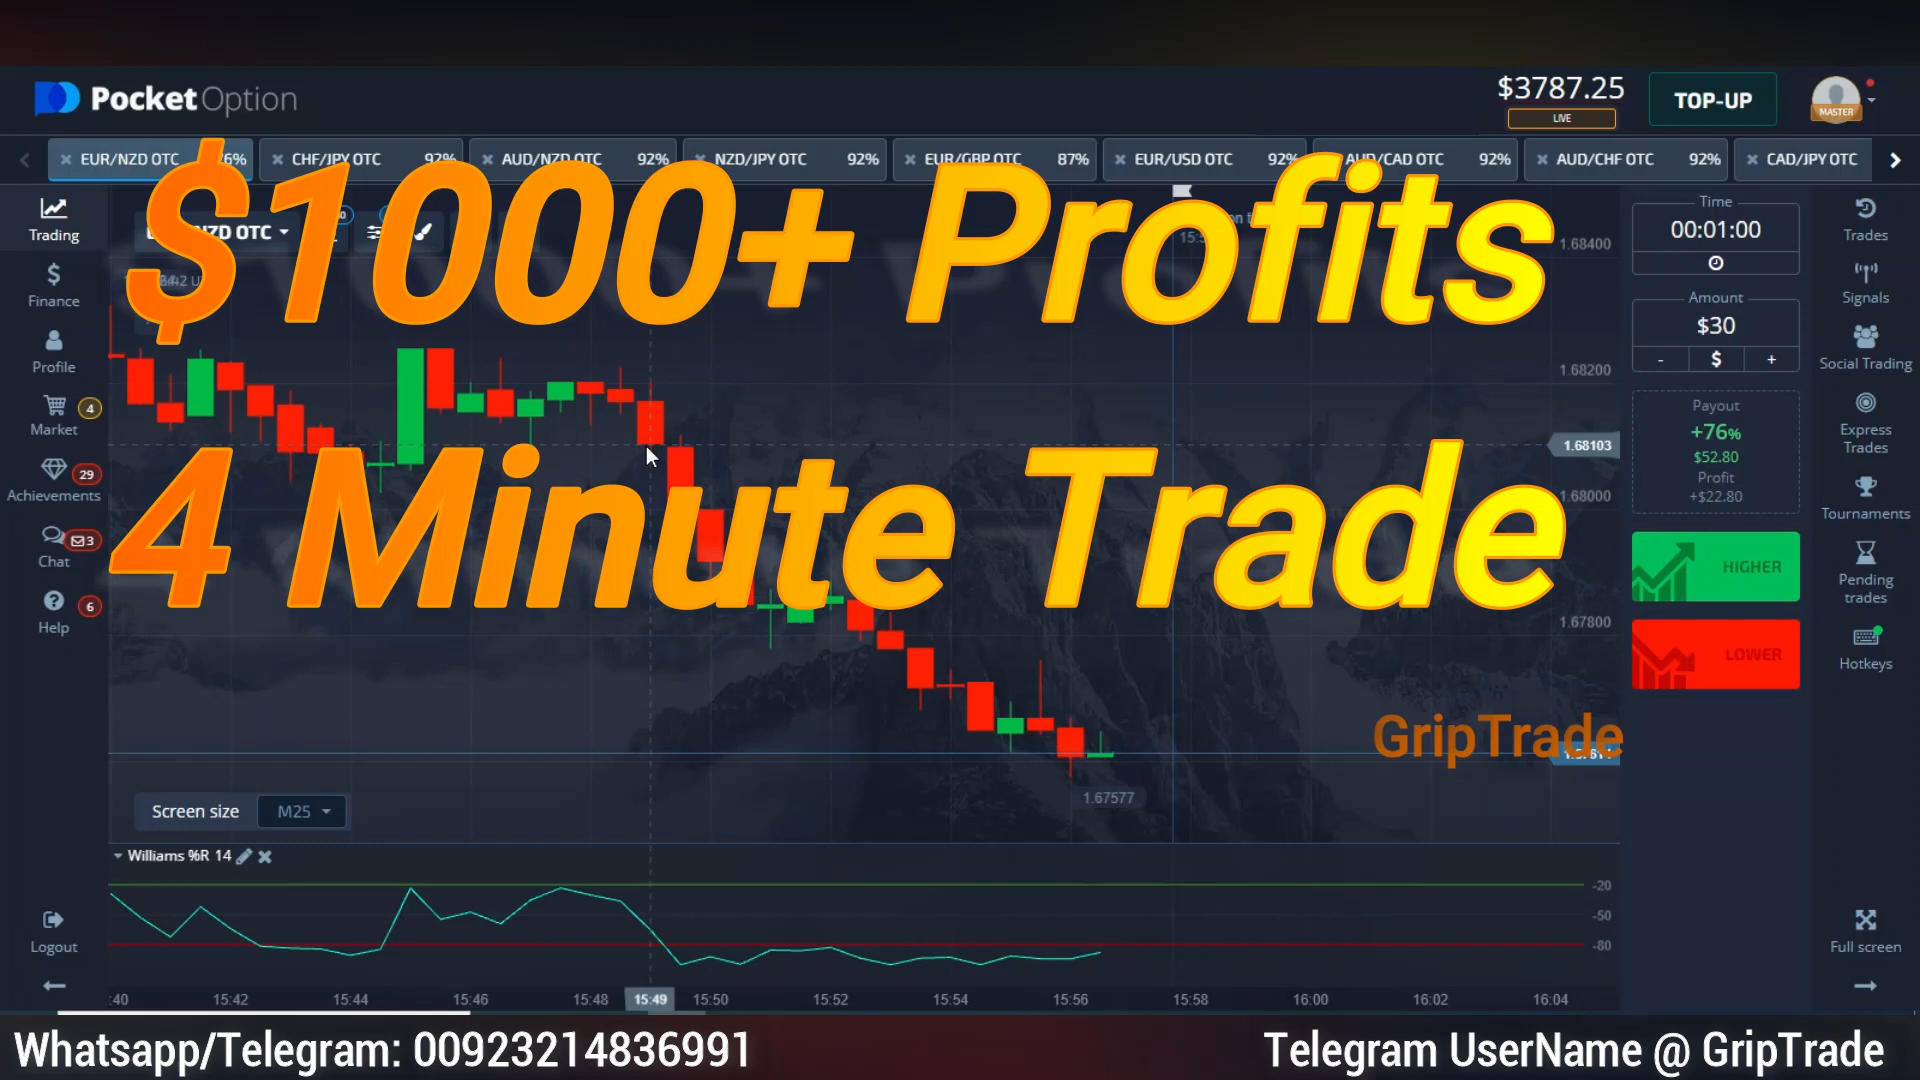 PocketOption
$3787.25
LIVE
TOP-UP
MASTER
EUR/NZD OTC
CHF/JPY OTC 92%
AUD/NZD OTC 92%
NZD/JPY OTC 92%
EUR/GBP OTC 87%
EUR/USD OTC 92%
AUD/CAD OTC 92%
AUD/CHF OTC 92%
CAD/JPY OTC
$1000+ Profits
4 Minute Trade
GripTrade
Trading
Finance
Profile
Market 4
Achievements 29
Chat 3
Help 6
Logout
NZD OTC
1.68400
1.68200
1.68103
1.68000
1.67800
1.67577
Time
00:01:00
Amount
$30
- $ +
Payout
+76%
$52.80
Profit
+$22.80
HIGHER
LOWER
Trades
Signals
Social Trading
Express
Trades
Tournaments
Pending
trades
Hotkeys
Full screen
Screen size M25
Williams %R 14
-20
-50
-80
:40 15:42 15:44 15:46 15:48 15:49 15:50 15:52 15:54 15:56 15:58 16:00 16:02 16:04
Whatsapp/Telegram: 00923214836991
Telegram UserName @ GripTrade